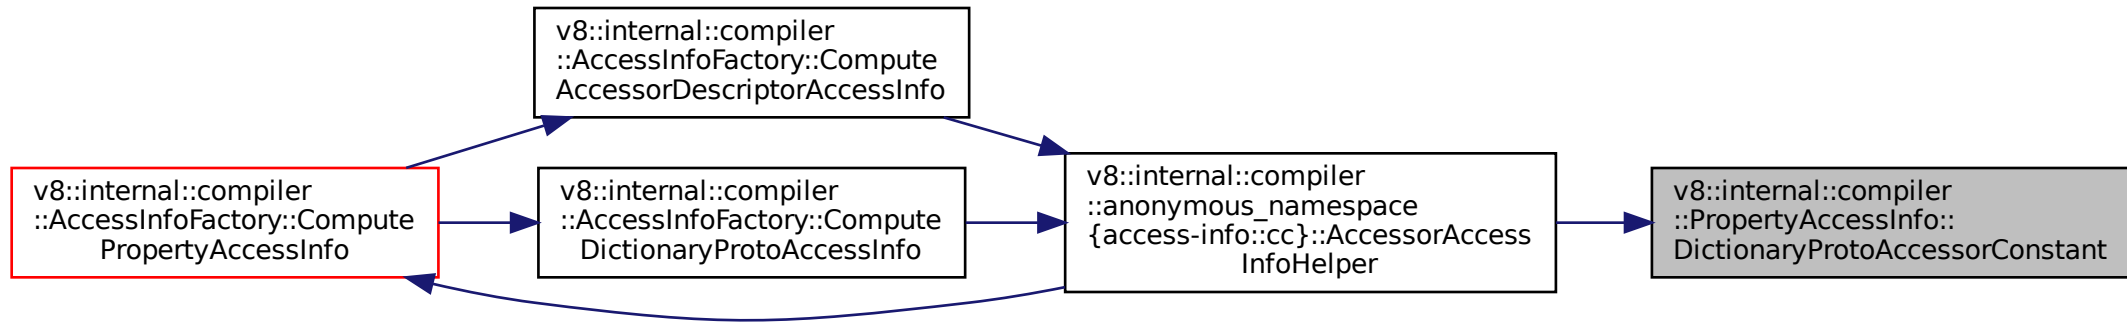 v8::internal::compiler
::AccessInfoFactory::Compute
AccessorDescriptorAccessInfo
v8::internal::compiler
::AccessInfoFactory::Compute
PropertyAccessInfo
v8::internal::compiler
::AccessInfoFactory::Compute
DictionaryProtoAccessInfo
v8::internal::compiler
::anonymous_namespace
{access-info::cc}::AccessorAccess
InfoHelper
v8::internal::compiler
::PropertyAccessInfo::
DictionaryProtoAccessorConstant